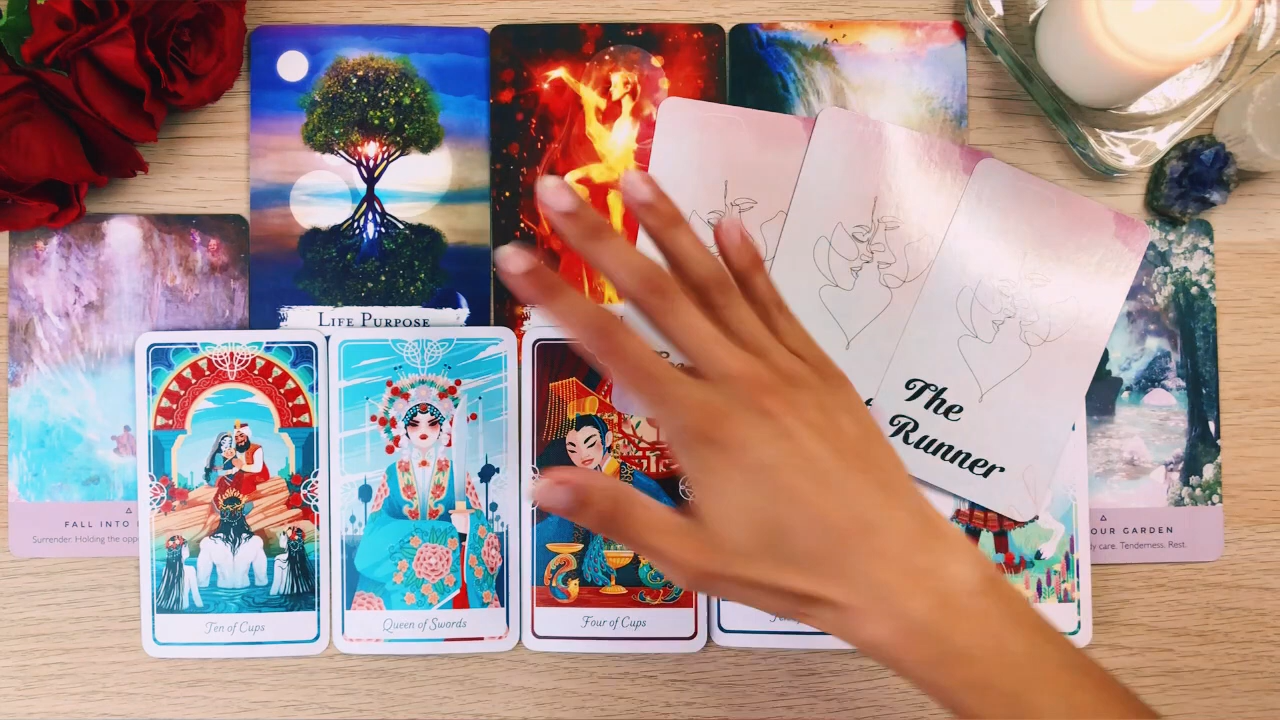 LIFE PURPOSE
The
Runner
FALL INTO
Surrender. Holding the opp
OUR GARDEN
care. Tenderness. Rest.
Ten of Cups
Queen of Swords
Four of Cups